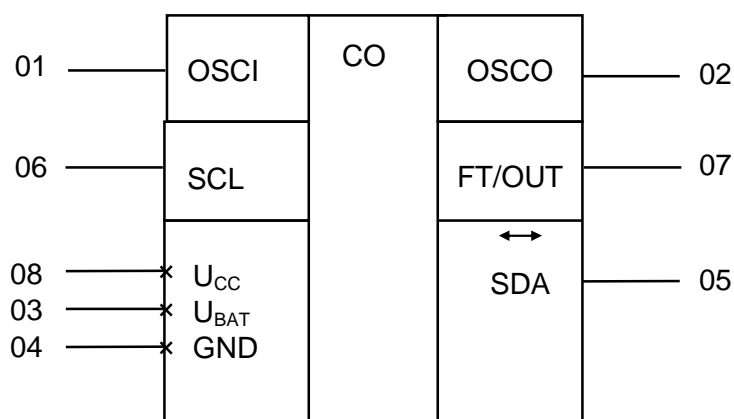 01 OSCI CO OSCO 02
06 SCL FT/OUT 07
08 UCC
03 UBAT
04 GND
SDA 05